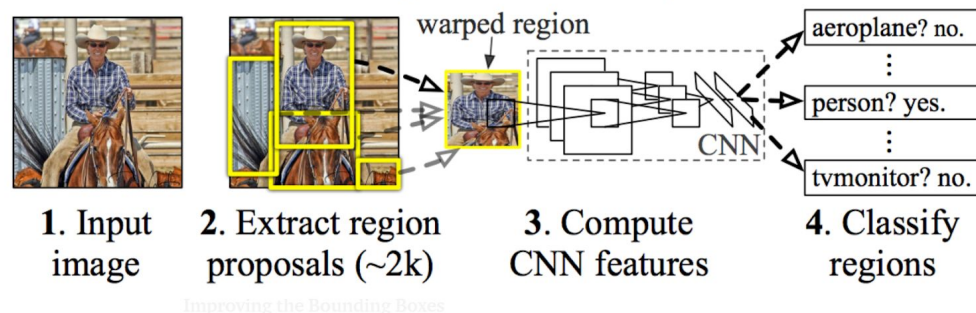 warped region
aeroplane? no.
person? yes.
CNN
tvmonitor? no.
1. Input
image
2. Extract region
proposals (~2k)
3. Compute
CNN features
4. Classify
regions
Improving the Bounding Boxes